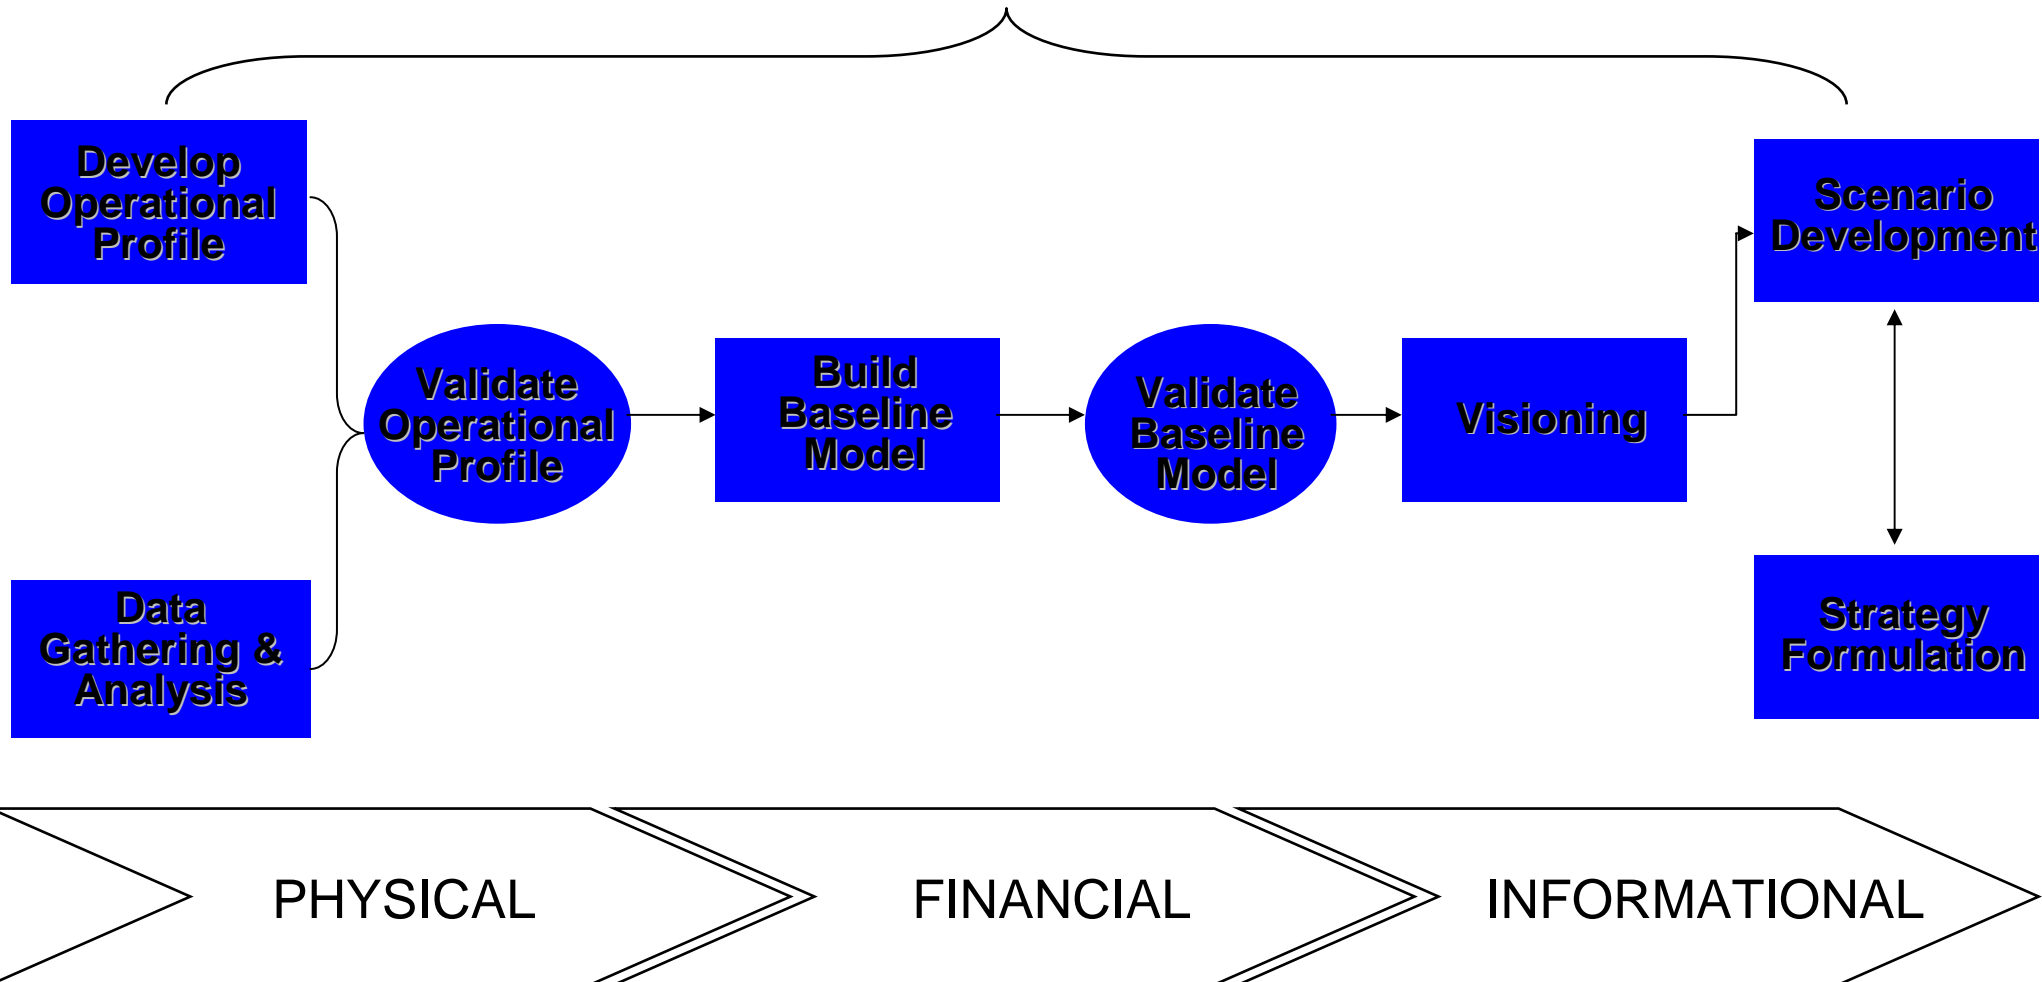 Develop
Operational
Profile
Data
Gathering &
Analysis
Validate
Operational
Profile
Build
Baseline
Model
Validate
Baseline
Model
Visioning
Scenario
Development
Strategy
Formulation
PHYSICAL
FINANCIAL
INFORMATIONAL